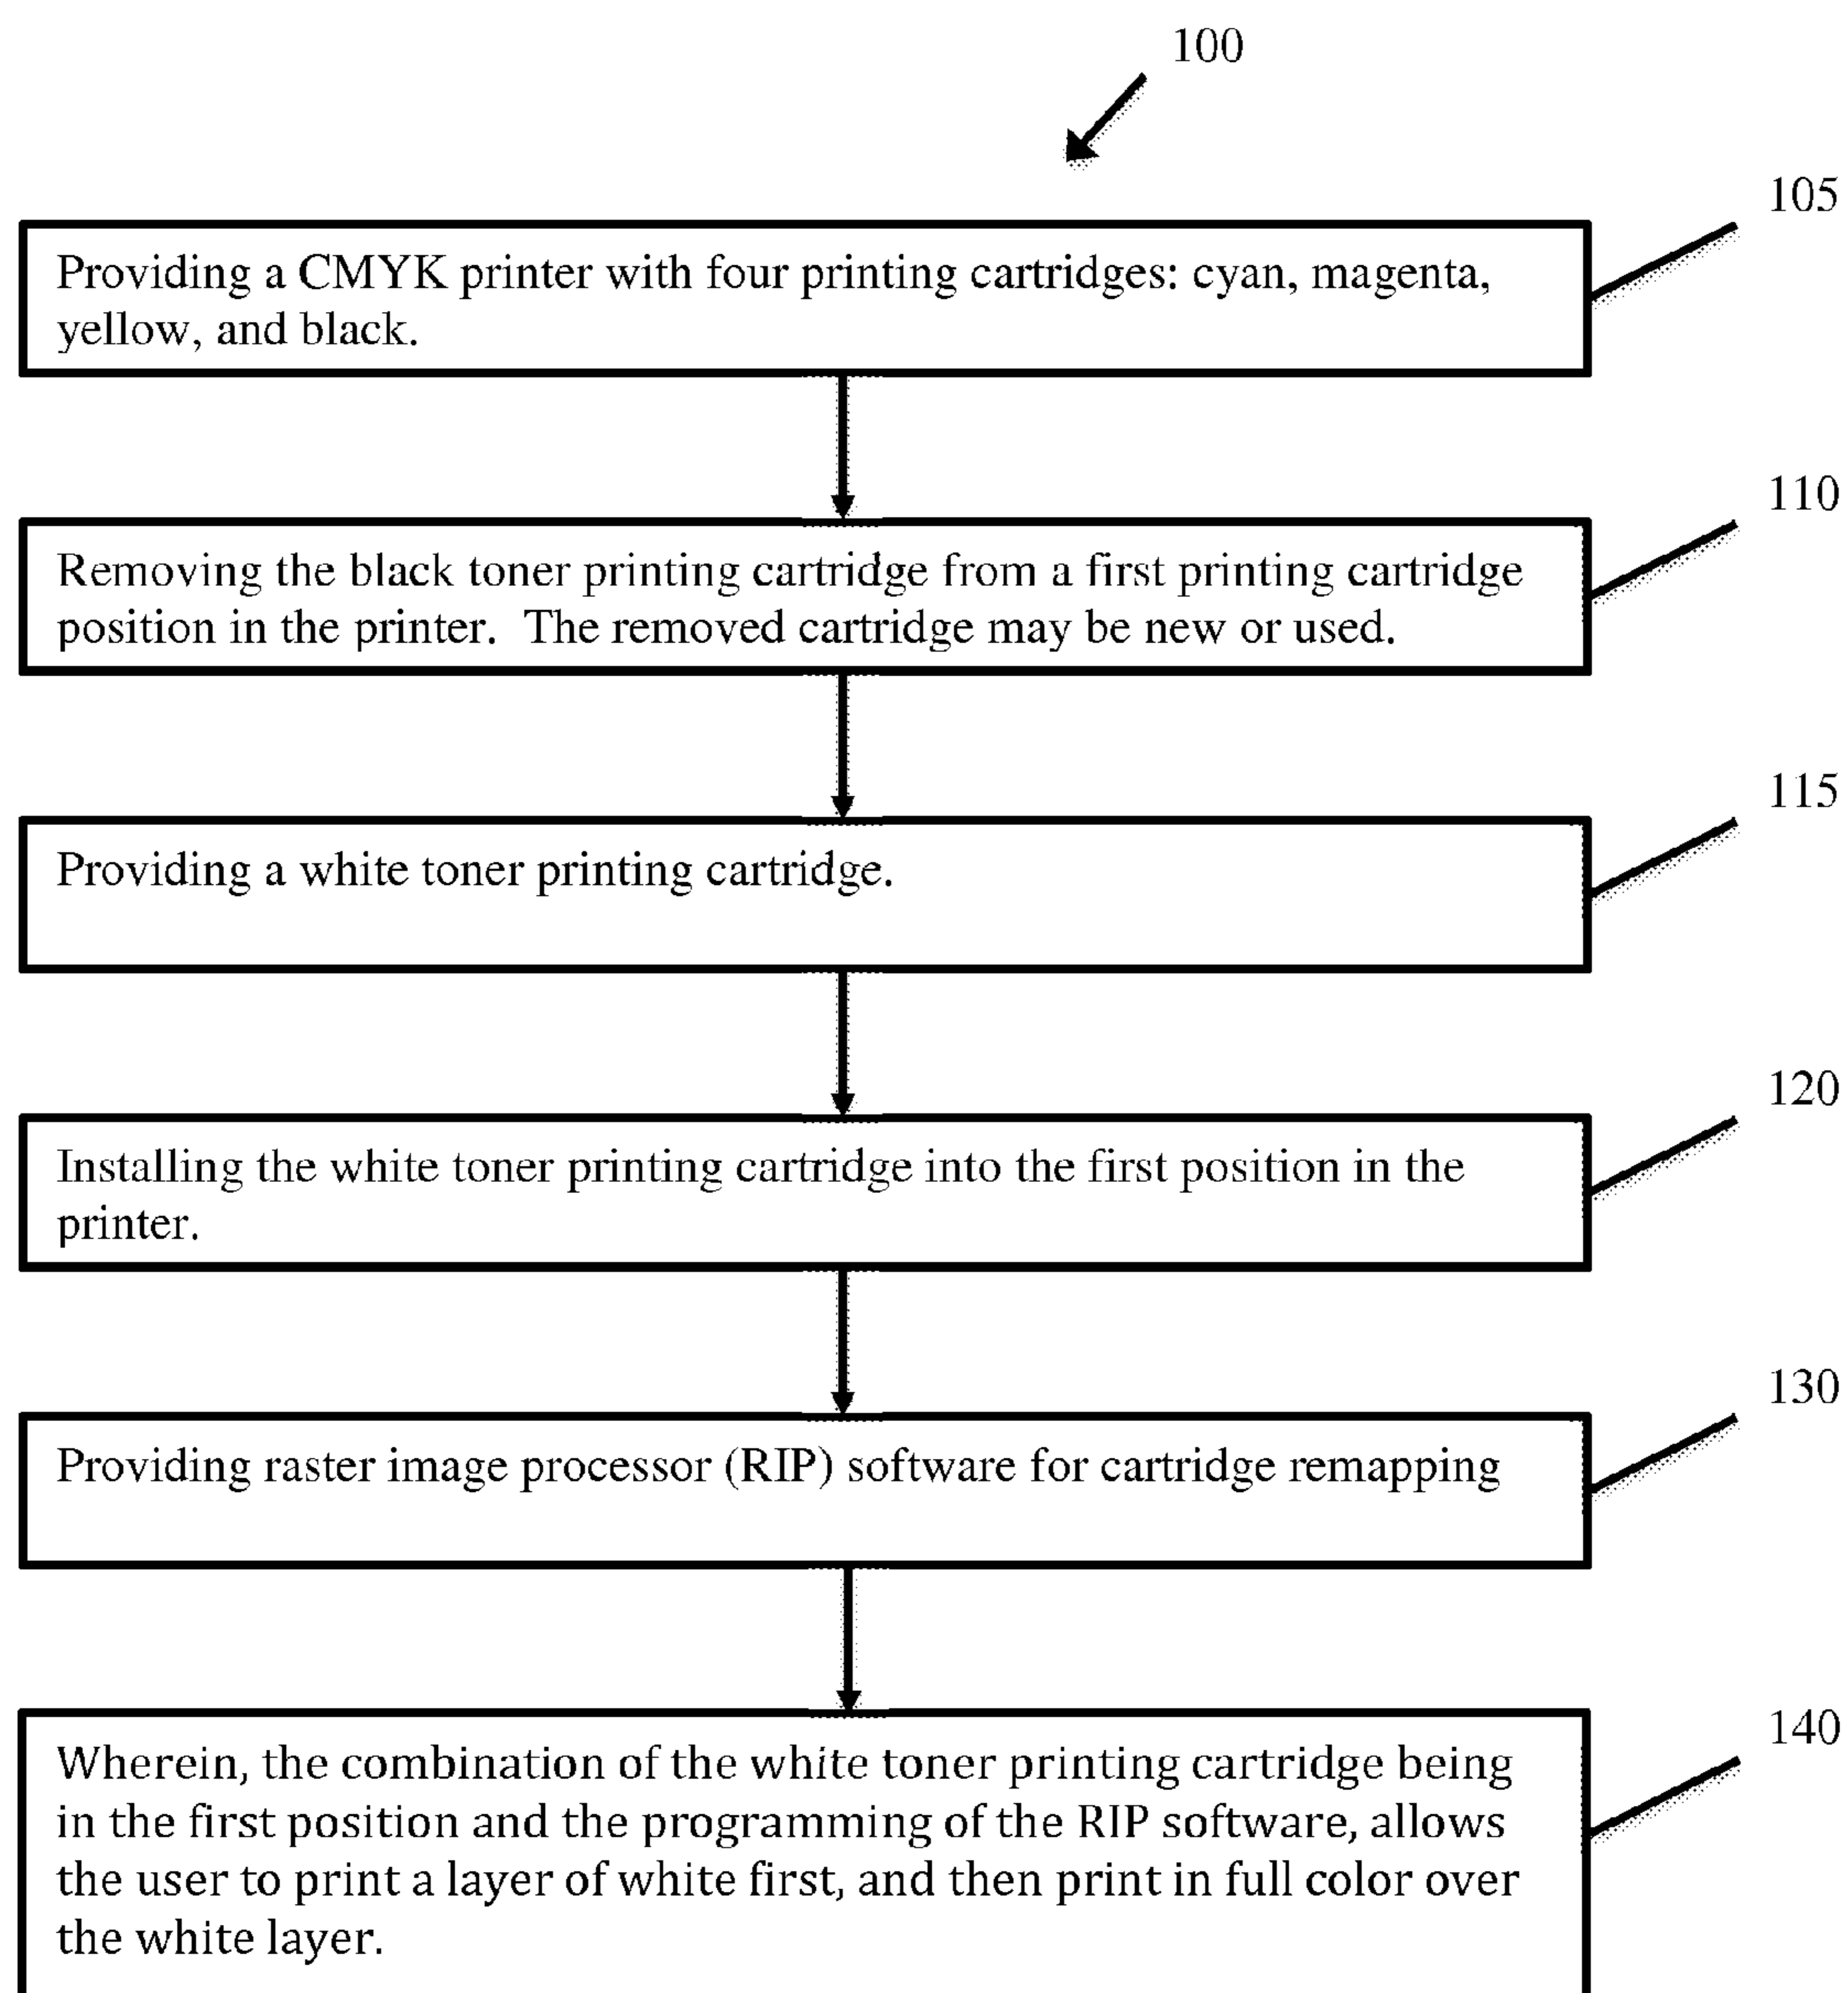 100
105
Providing a CMYK printer with four printing cartridges: cyan, magenta,
yellow, and black.
110
Removing the black toner printing cartridge from a first printing cartridge
position in the printer.  The removed cartridge may be new or used.
115
Providing a white toner printing cartridge.
120
Installing the white toner printing cartridge into the first position in the
printer.
130
Providing raster image processor (RIP) software for cartridge remapping
140
Wherein, the combination of the white toner printing cartridge being
in the first position and the programming of the RIP software, allows
the user to print a layer of white first, and then print in full color over
the white layer.